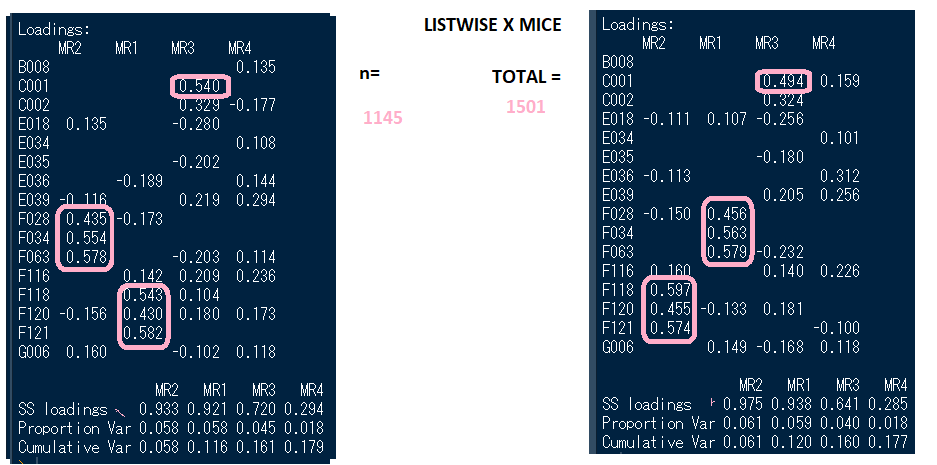 Loadings:
MR2 MR1 MR3 MR4
B008 0.135
C001 0.540
C002 0.329 -0.177
E018 0.135 -0.280
E034 0.108
E035 -0.202
E036 -0.189 0.144
E039 -0.116 0.219 0.294
F028 0.435 -0.173
F034 0.554
F063 0.578 -0.203 0.114
F116 0.142 0.209 0.236
F118 0.543 0.104
F120 -0.156 0.430 0.180 0.173
F121 0.582
G006 0.160 -0.102 0.118
MR2 MR1 MR3 MR4
SS loadings 0.933 0.921 0.720 0.294
Proportion Var 0.058 0.058 0.045 0.018
Cumulative Var 0.058 0.116 0.161 0.179
LISTWISE X MICE
n= TOTAL =
1145 1501
Loadings:
MR2 MR1 MR3 MR4
B008
C001 0.494 0.159
C002 0.324
E018 -0.111 0.107 -0.256
E034 0.101
E035 -0.180
E036 -0.113 0.312
E039 0.205 0.256
F028 -0.150 0.456
F034 0.563
F063 0.579 -0.232
F116 0.160 0.140 0.226
F118 0.597
F120 0.455 -0.133 0.181
F121 0.574 -0.100
G006 0.149 -0.168 0.118
MR2 MR1 MR3 MR4
SS loadings 0.975 0.938 0.641 0.285
Proportion Var 0.061 0.059 0.040 0.018
Cumulative Var 0.061 0.120 0.160 0.177